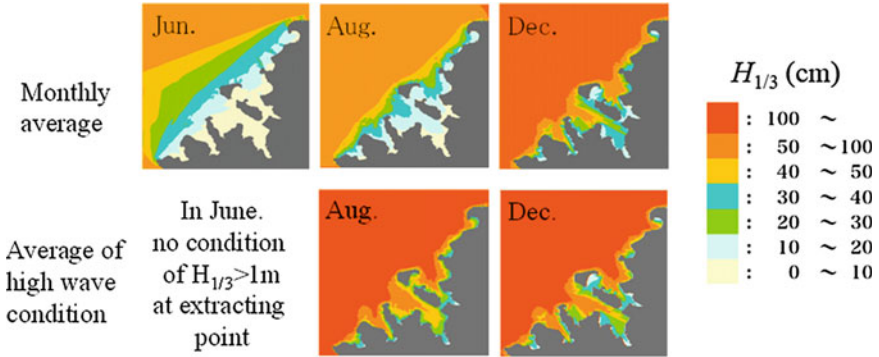 Jun.
Aug.
Dec.
Monthly
average
H1/3 (cm)
: 100 ~
: 50 ~100
: 40 ~ 50
: 30 ~ 40
: 20 ~ 30
: 10 ~ 20
: 0 ~ 10
Average of
high wave
condition
In June.
no condition
of H1/3>1m
at extracting
point
Aug.
Dec.